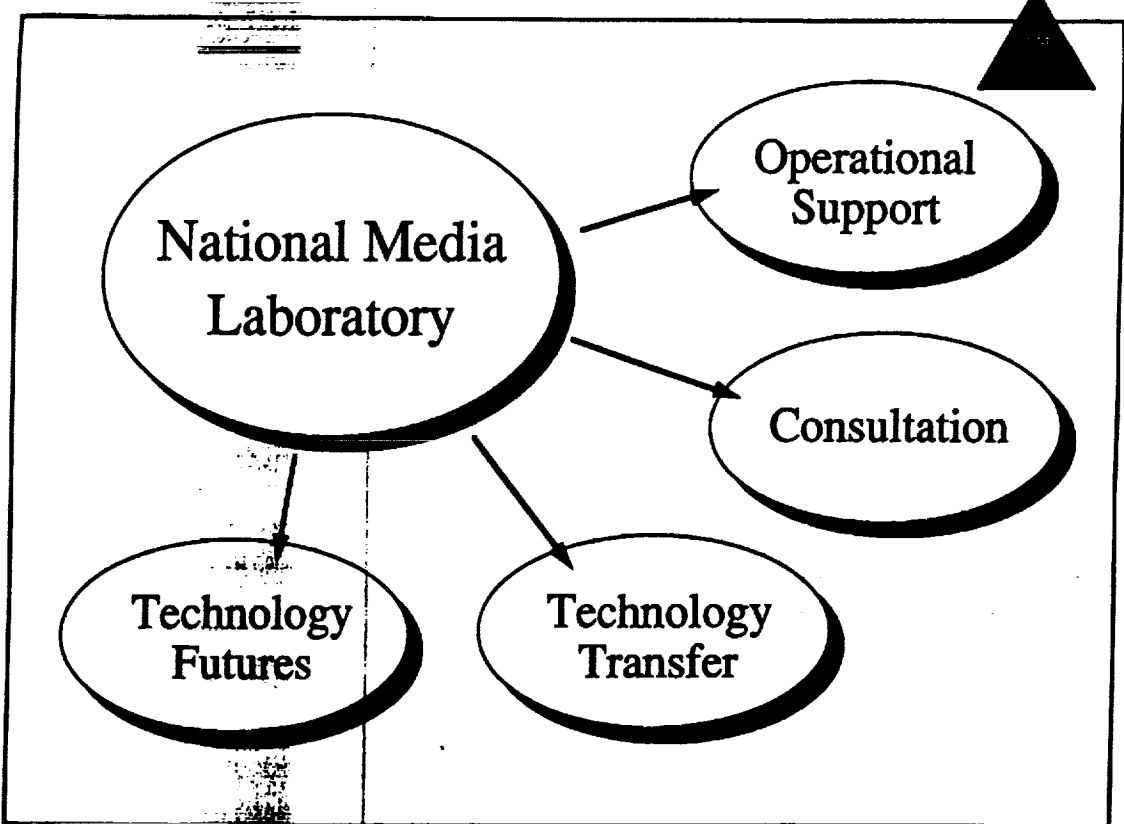 National Media
Laboratory
Operational
Support
Consultation
Technology
Transfer
Technology
Futures